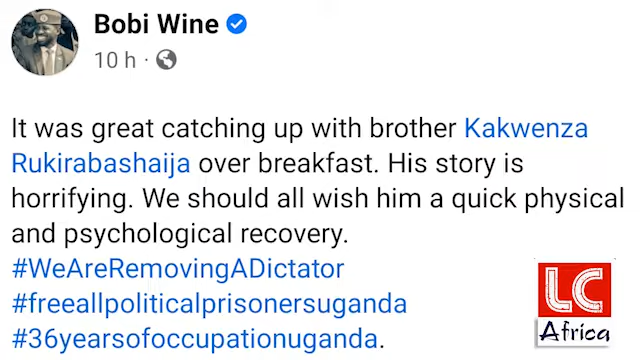 Bobi Wine
10 h ·
It was great catching up with brother Kakwenza
Rukirabashaija over breakfast. His story is
horrifying. We should all wish him a quick physical
and psychological recovery.
#WeAreRemovingADictator
#freeallpoliticalprisonersuganda
#36yearsofoccupationuganda.
LC
Africa